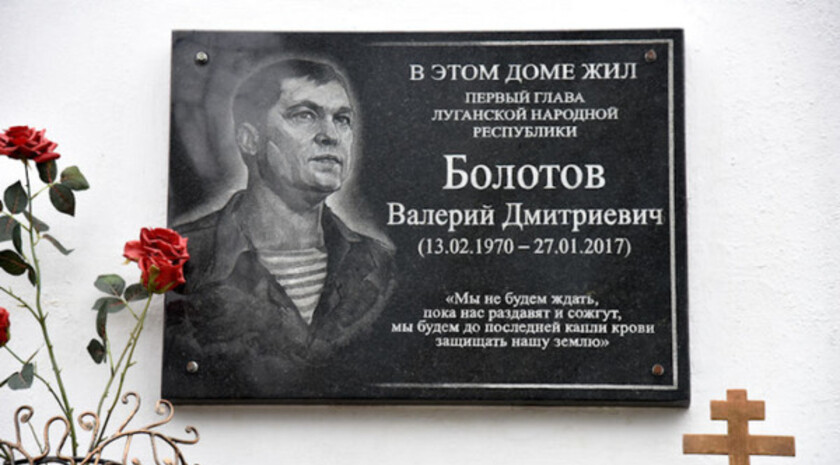 В ЭТОМ ДОМЕ ЖИЛ
ПЕРВЫЙ ГЛАВА
ЛУГАНСКОЙ НАРОДНОЙ
РЕСПУБЛИКИ
БОЛОТОВ
Валерий Дмитриевич
(13.02.1970 – 27.01.2017)
«Мы не будем ждать,
пока нас раздавят и сожгут,
мы будем до последней капли крови
защищать нашу землю»